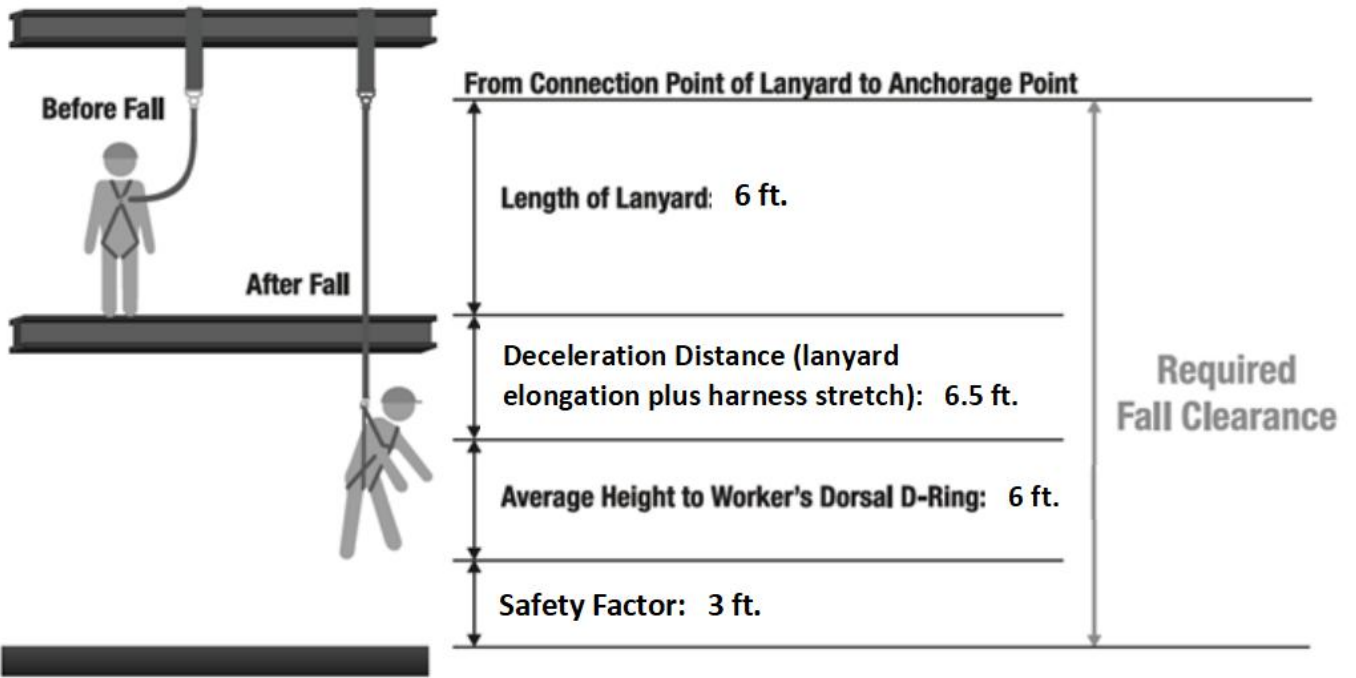 From Connection Point of Lanyard to Anchorage Point
Before Fall
Length of Lanyard: 6 ft.
After Fall
Deceleration Distance (lanyard
elongation plus harness stretch): 6.5 ft.
Required
Fall Clearance
Average Height to Worker's Dorsal D-Ring: 6 ft.
Safety Factor: 3 ft.